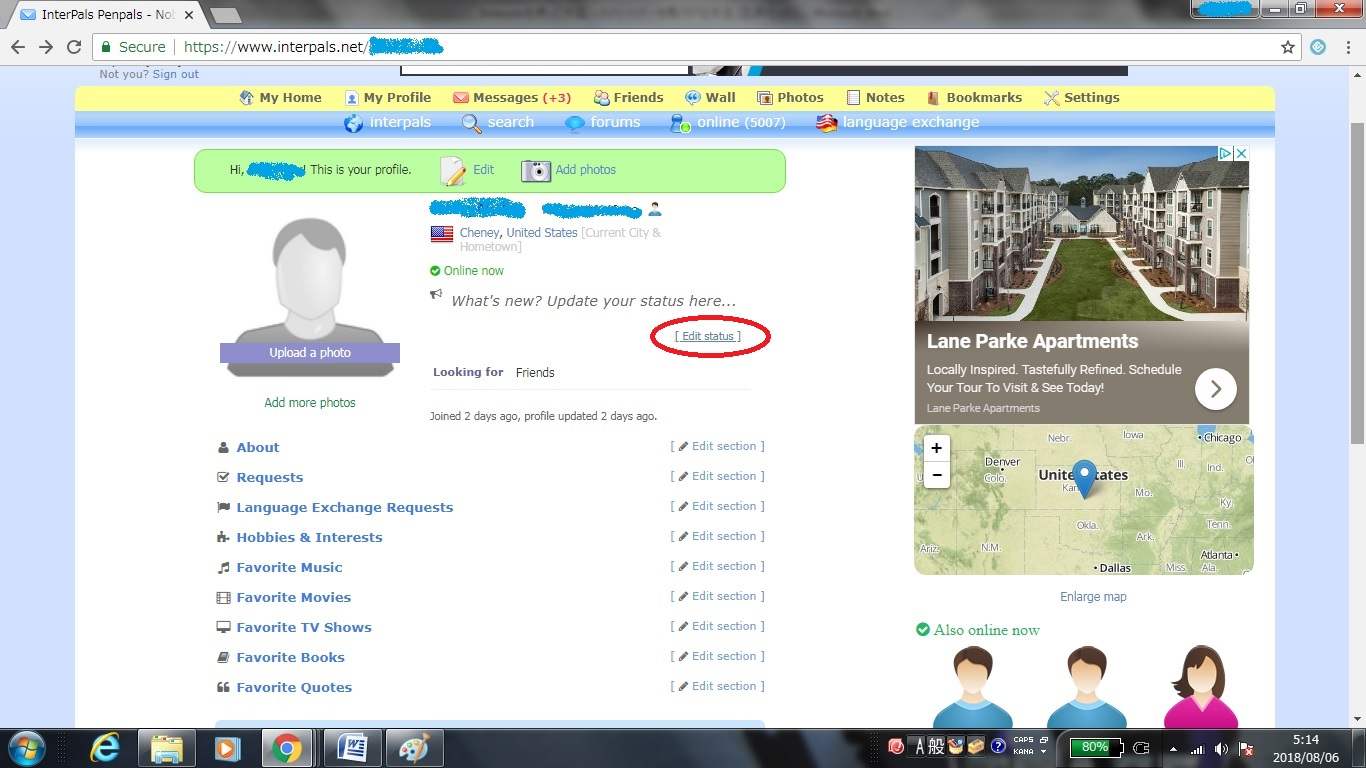 InterPals Penpals - Not
Secure | https://www.interpals.net/
Not you? Sign out
My Home My Profile Messages (+3) Friends Wall Photos Notes Bookmarks Settings
interpals search forums online (5007) language exchange
Hi, ! This is your profile. Edit Add photos
Cheney, United States [Current City &
Hometown]
Online now
What's new? Update your status here...
[ Edit status ]
Upload a photo
Looking for Friends
Add more photos
Joined 2 days ago, profile updated 2 days ago.
About [ Edit section ]
Requests [ Edit section ]
Language Exchange Requests [ Edit section ]
Hobbies & Interests [ Edit section ]
Favorite Music [ Edit section ]
Favorite Movies [ Edit section ]
Favorite TV Shows [ Edit section ]
Favorite Books [ Edit section ]
Favorite Quotes [ Edit section ]
Lane Parke Apartments
Locally Inspired. Tastefully Refined. Schedule
Your Tour To Visit & See Today!
Lane Parke Apartments
+
−
Nebr. Iowa Chicago
Denver
Colo. United States Ill. Ind.
Kan Mo. Ky
Okla. Tenn.
Ariz. N.M. Ark. Atlanta
Dallas Miss. Ala.
Enlarge map
Also online now
A 般 CAPS
KANA
80%
5:14
2018/08/06